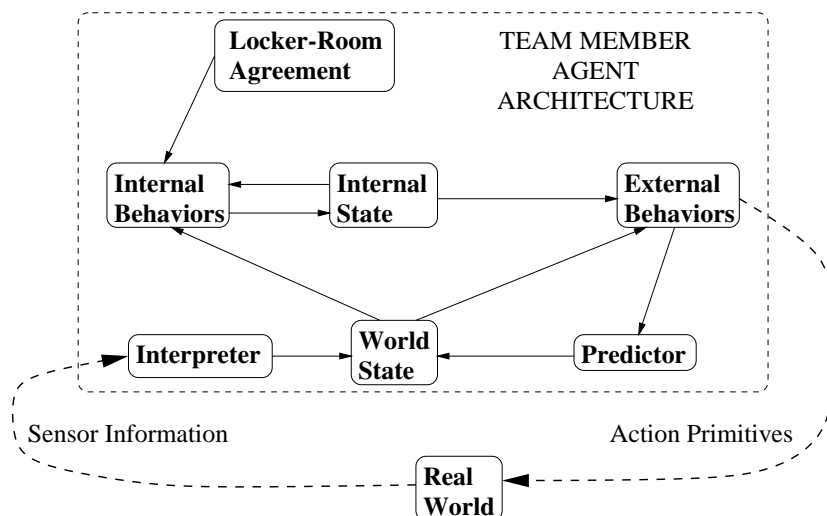 Locker-Room
Agreement
TEAM MEMBER
AGENT
ARCHITECTURE
Internal
Behaviors
Internal
State
External
Behaviors
Interpreter
World
State
Predictor
Sensor Information
Action Primitives
Real
World